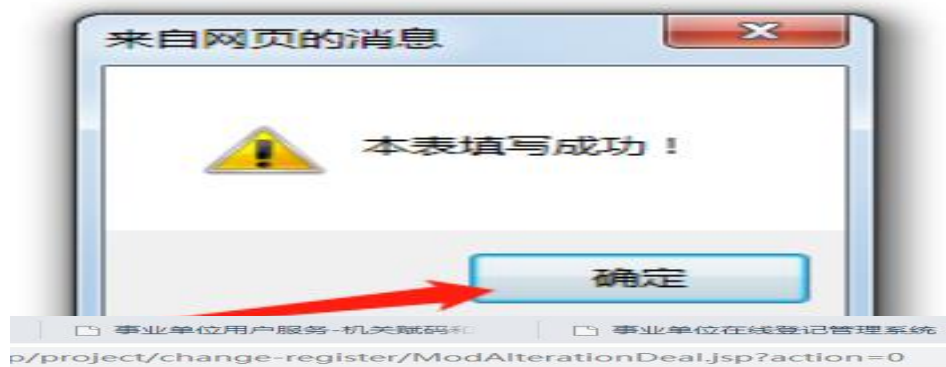 来自网页的消息
本表填写成功！
确定
事业单位用户服务-机关赋码和 事业单位在线登记管理系统
p/project/change-register/ModAlterationDeal.jsp?action=0